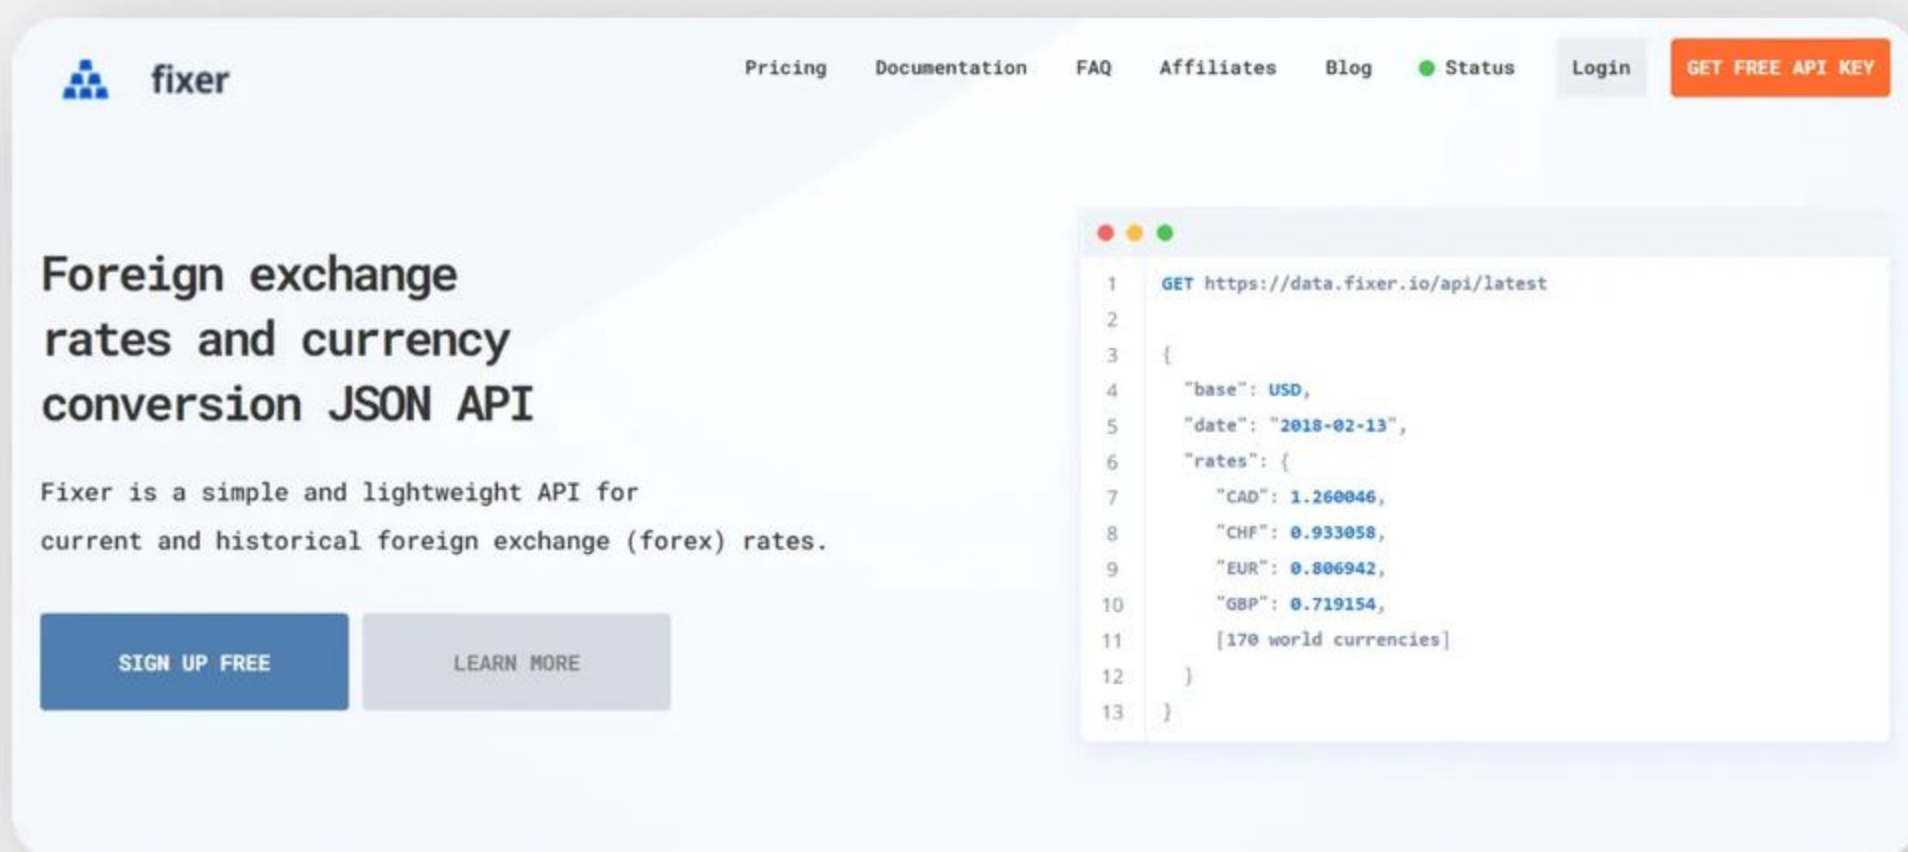 fixer
Pricing Documentation FAQ Affiliates Blog Status Login GET FREE API KEY
Foreign exchange
rates and currency
conversion JSON API
Fixer is a simple and lightweight API for
current and historical foreign exchange (forex) rates.
SIGN UP FREE LEARN MORE
1 GET https://data.fixer.io/api/latest
2
3 {
4 "base": USD,
5 "date": "2018-02-13",
6 "rates": {
7 "CAD": 1.260046,
8 "CHF": 0.933058,
9 "EUR": 0.806942,
10 "GBP": 0.719154,
11 [170 world currencies]
12 }
13 }